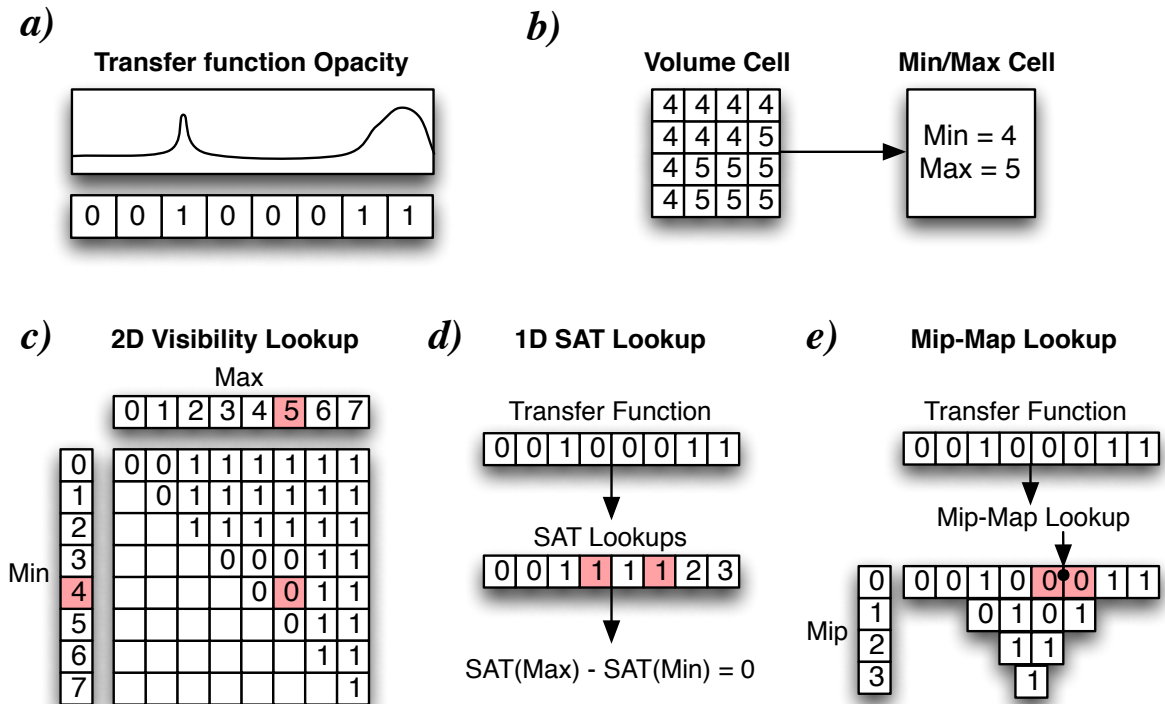 a)
Transfer function Opacity
0 0 1 0 0 0 1 1
b)
Volume Cell
Min/Max Cell
4 4 4 4
4 4 4 5
4 5 5 5
4 5 5 5
Min = 4
Max = 5
c)
2D Visibility Lookup
Max
0 1 2 3 4 5 6 7
Min
0 0 0 1 1 1 1 1 1
1 0 1 1 1 1 1 1
2 1 1 1 1 1 1
3 0 0 0 1 1
4 0 0 1 1
5 0 1 1
6 1 1
7 1
d)
1D SAT Lookup
Transfer Function
0 0 1 0 0 0 1 1
SAT Lookups
0 0 1 1 1 1 2 3
SAT(Max) - SAT(Min) = 0
e)
Mip-Map Lookup
Transfer Function
0 0 1 0 0 0 1 1
Mip-Map Lookup
Mip
0 0 0 1 0 0 0 1 1
1 0 1 0 1
2 1 1
3 1